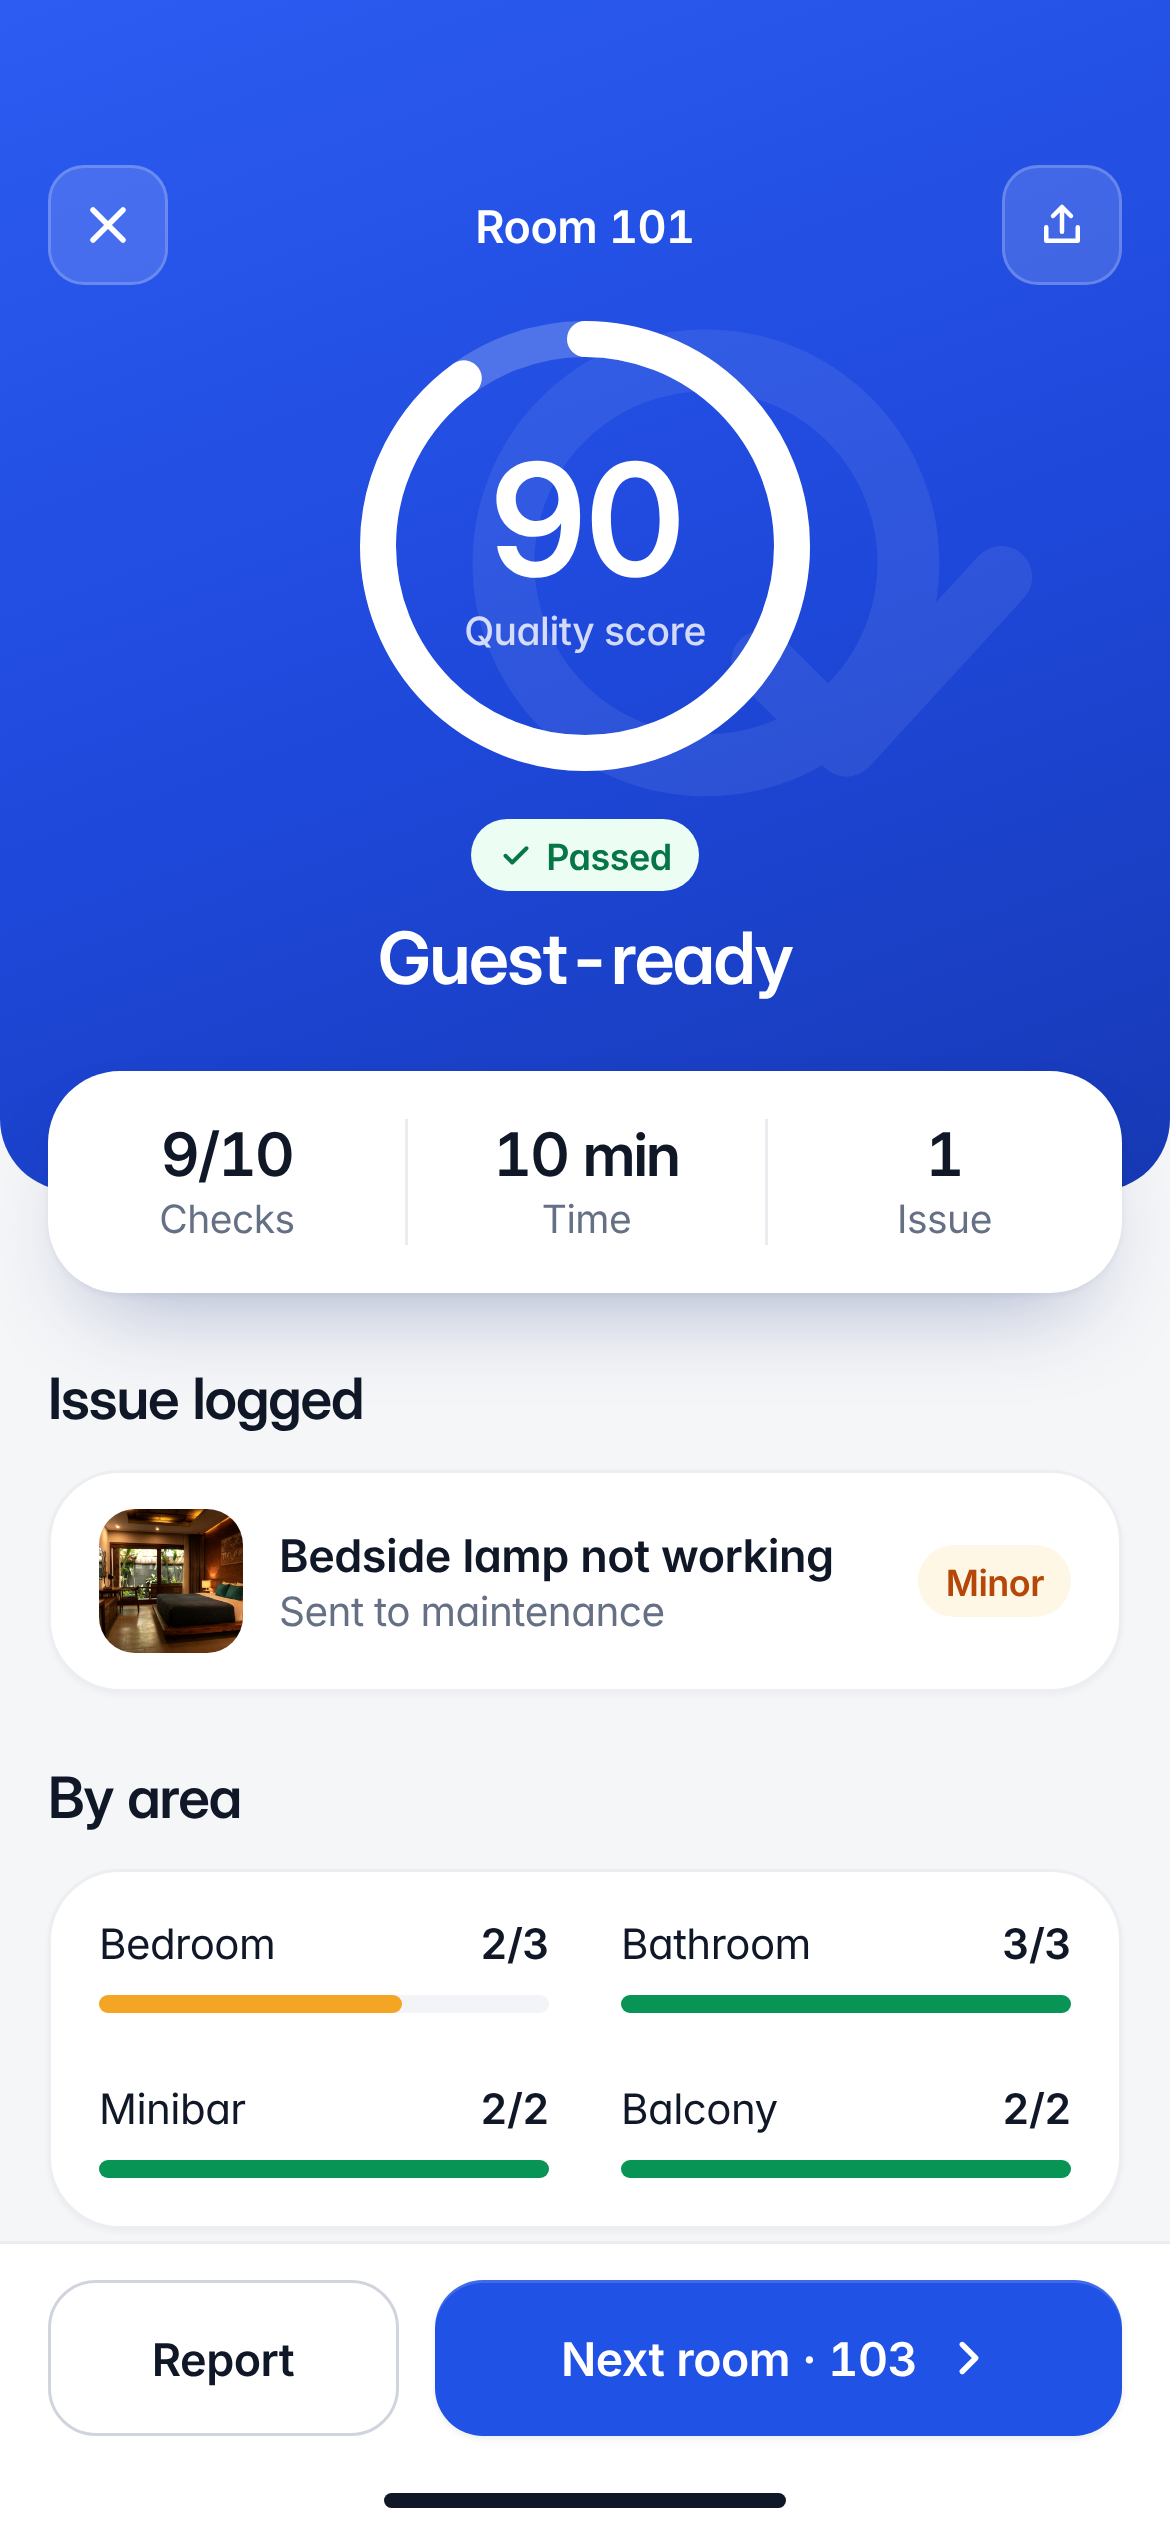 Room 101
90
Quality score
Passed
Guest-ready
9/10
Checks
10 min
Time
1
Issue
Issue logged
Bedside lamp not working
Sent to maintenance
Minor
By area
Bedroom 2/3
Bathroom 3/3
Minibar 2/2
Balcony 2/2
Report
Next room · 103